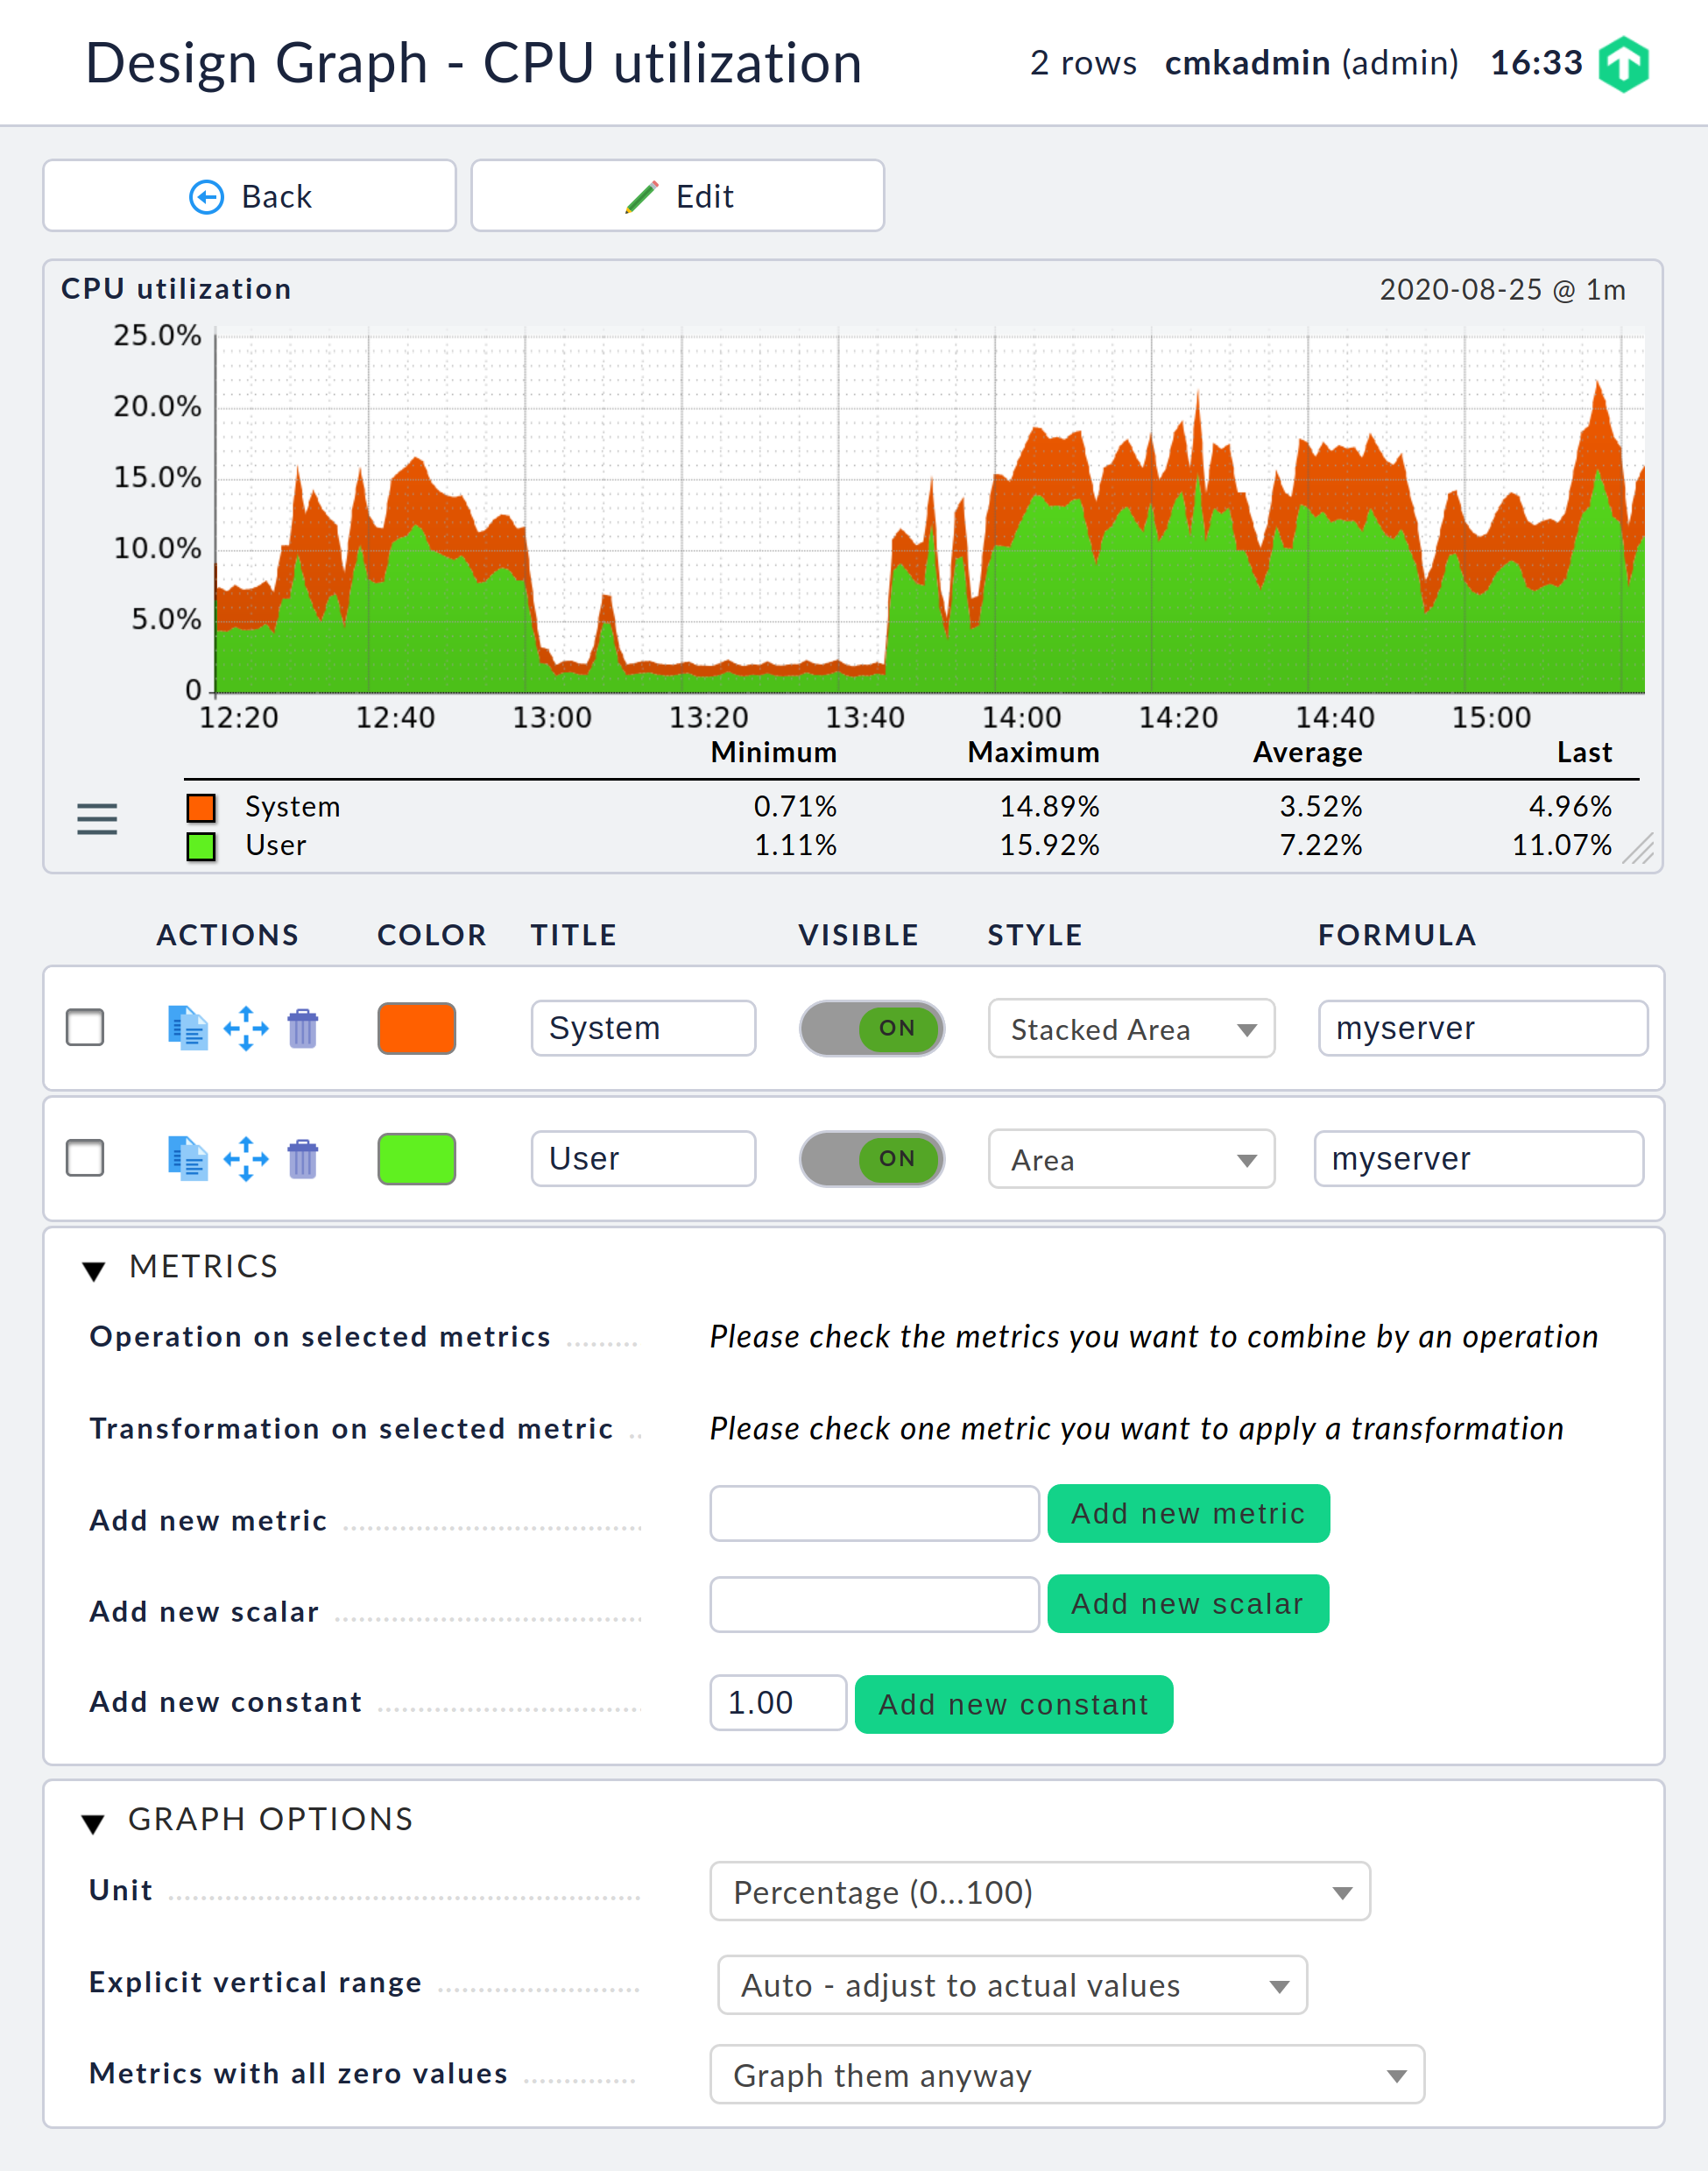 Design Graph - CPU utilization
2 rows cmkadmin (admin) 16:33
Back
Edit
CPU utilization
2020-08-25 @ 1m
25.0%
20.0%
15.0%
10.0%
5.0%
0
12:20 12:40 13:00 13:20 13:40 14:00 14:20 14:40 15:00
Minimum Maximum Average Last
System 0.71% 14.89% 3.52% 4.96%
User 1.11% 15.92% 7.22% 11.07%
ACTIONS COLOR TITLE VISIBLE STYLE FORMULA
System ON Stacked Area myserver
User ON Area myserver
METRICS
Operation on selected metrics Please check the metrics you want to combine by an operation
Transformation on selected metric Please check one metric you want to apply a transformation
Add new metric Add new metric
Add new scalar Add new scalar
Add new constant 1.00 Add new constant
GRAPH OPTIONS
Unit Percentage (0...100)
Explicit vertical range Auto - adjust to actual values
Metrics with all zero values Graph them anyway